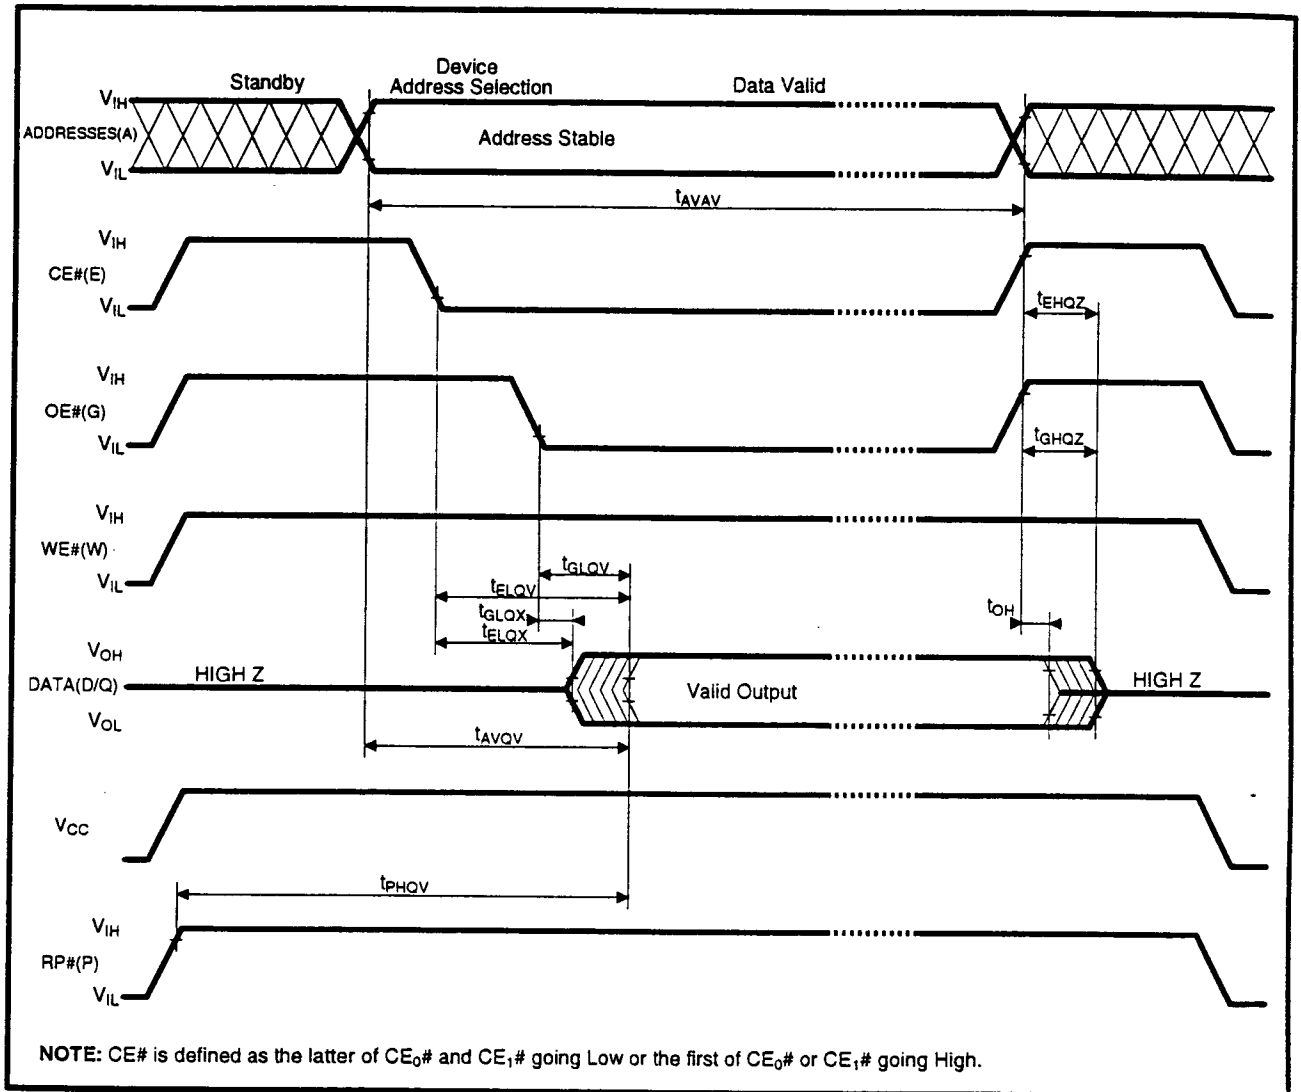 Standby
Device
Address Selection
Data Valid
VIH
ADDRESSES(A)
Address Stable
VIL
tAVAV
VIH
CE#(E)
VIL
tEHQZ
VIH
OE#(G)
VIL
tGHQZ
VIH
WE#(W)
VIL
tGLQV
tELQV
tGLQX
tOH
tELQX
VOH
HIGH Z
DATA(D/Q)
Valid Output
HIGH Z
VOL
tAVQV
VCC
tPHQV
VIH
RP#(P)
VIL
NOTE: CE# is defined as the latter of CE0# and CE1# going Low or the first of CE0# or CE1# going High.